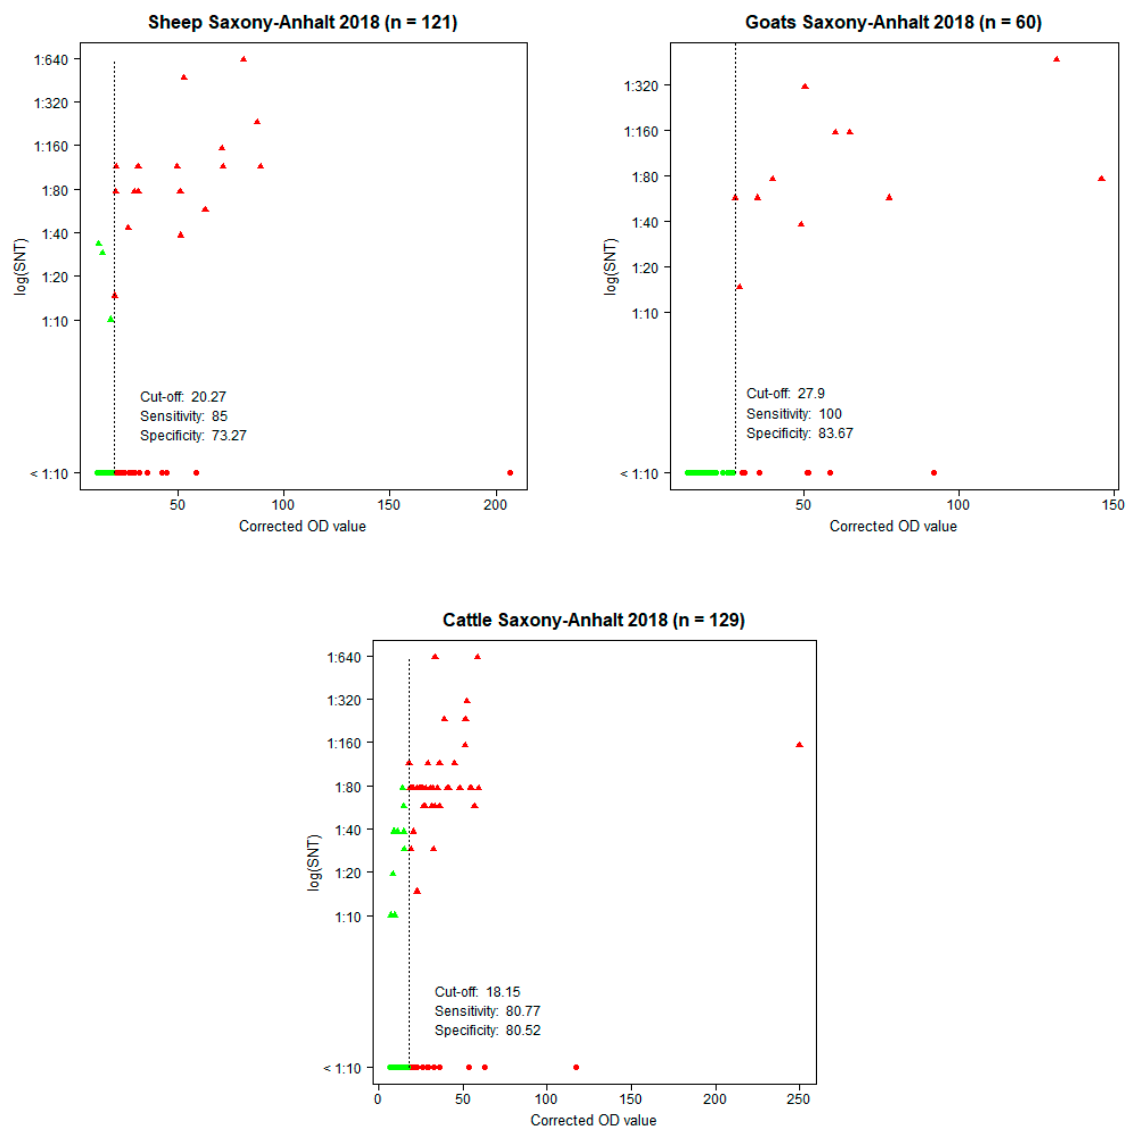 Sheep Saxony-Anhalt 2018 (n = 121)
1:640
1:320
1:160
1:80
1:40
1:20
1:10
< 1:10
log(SNT)
Cut-off: 20.27
Sensitivity: 85
Specificity: 73.27
50
100
150
200
Corrected OD value
Goats Saxony-Anhalt 2018 (n = 60)
1:320
1:160
1:80
1:40
1:20
1:10
< 1:10
log(SNT)
Cut-off: 27.9
Sensitivity: 100
Specificity: 83.67
50
100
150
Corrected OD value
Cattle Saxony-Anhalt 2018 (n = 129)
1:640
1:320
1:160
1:80
1:40
1:20
1:10
< 1:10
log(SNT)
Cut-off: 18.15
Sensitivity: 80.77
Specificity: 80.52
0
50
100
150
200
250
Corrected OD value